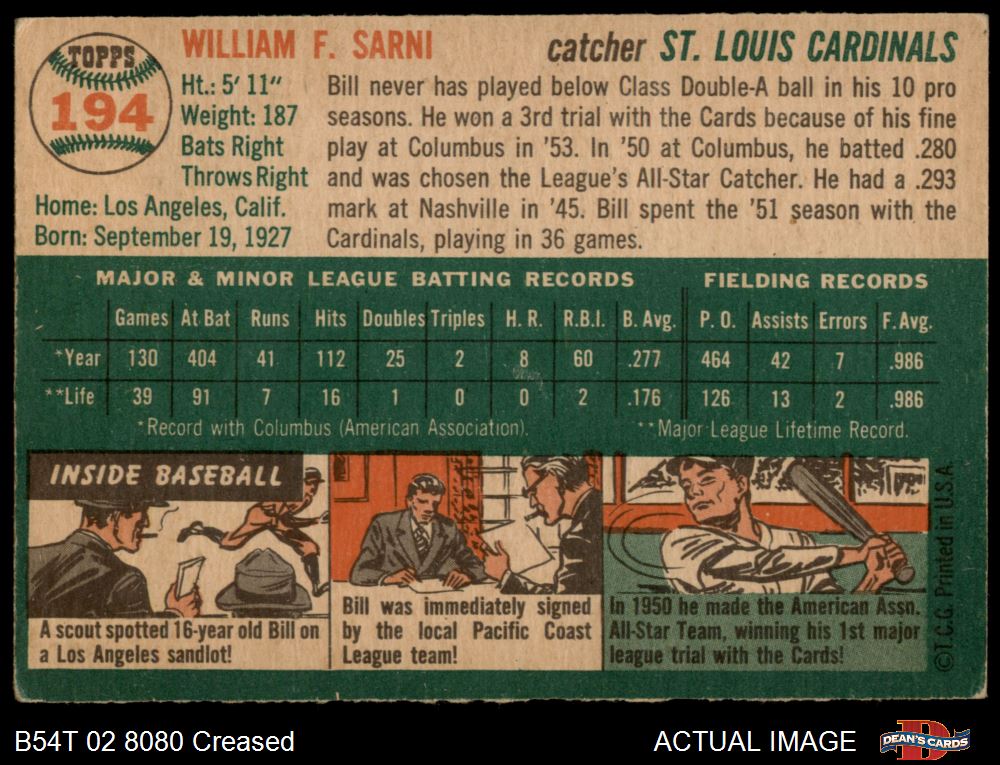 TOPPS
194
WILLIAM F. SARNI
catcher ST. LOUIS CARDINALS
Ht.: 5' 11"
Weight: 187
Bats Right
Throws Right
Home: Los Angeles, Calif.
Born: September 19, 1927
Bill never has played below Class Double-A ball in his 10 pro
seasons. He won a 3rd trial with the Cards because of his fine
play at Columbus in '53. In '50 at Columbus, he batted .280
and was chosen the League's All-Star Catcher. He had a .293
mark at Nashville in '45. Bill spent the '51 season with the
Cardinals, playing in 36 games.
MAJOR & MINOR LEAGUE BATTING RECORDS FIELDING RECORDS
Games At Bat Runs Hits Doubles Triples H. R. R.B.I. B. Avg. P. O. Assists Errors F. Avg.
*Year 130 404 41 112 25 2 8 60 .277 464 42 7 .986
**Life 39 91 7 16 1 0 0 2 .176 126 13 2 .986
*Record with Columbus (American Association). **Major League Lifetime Record.
INSIDE BASEBALL
A scout spotted 16-year old Bill on
a Los Angeles sandlot!
Bill was immediately signed
by the local Pacific Coast
League team!
In 1950 he made the American Assn.
All-Star Team, winning his 1st major
league trial with the Cards!
©T.C.G. Printed in U.S.A.
B54T 02 8080 Creased
ACTUAL IMAGE
DEAN'S CARDS